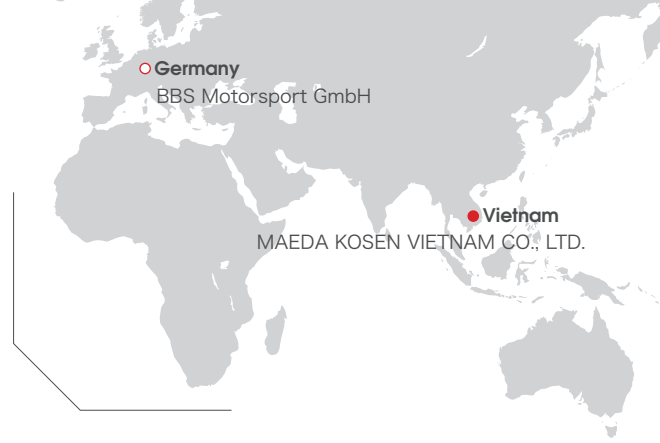 Germany
BBS Motorsport GmbH
Vietnam
MAEDA KOSEN VIETNAM CO., LTD.